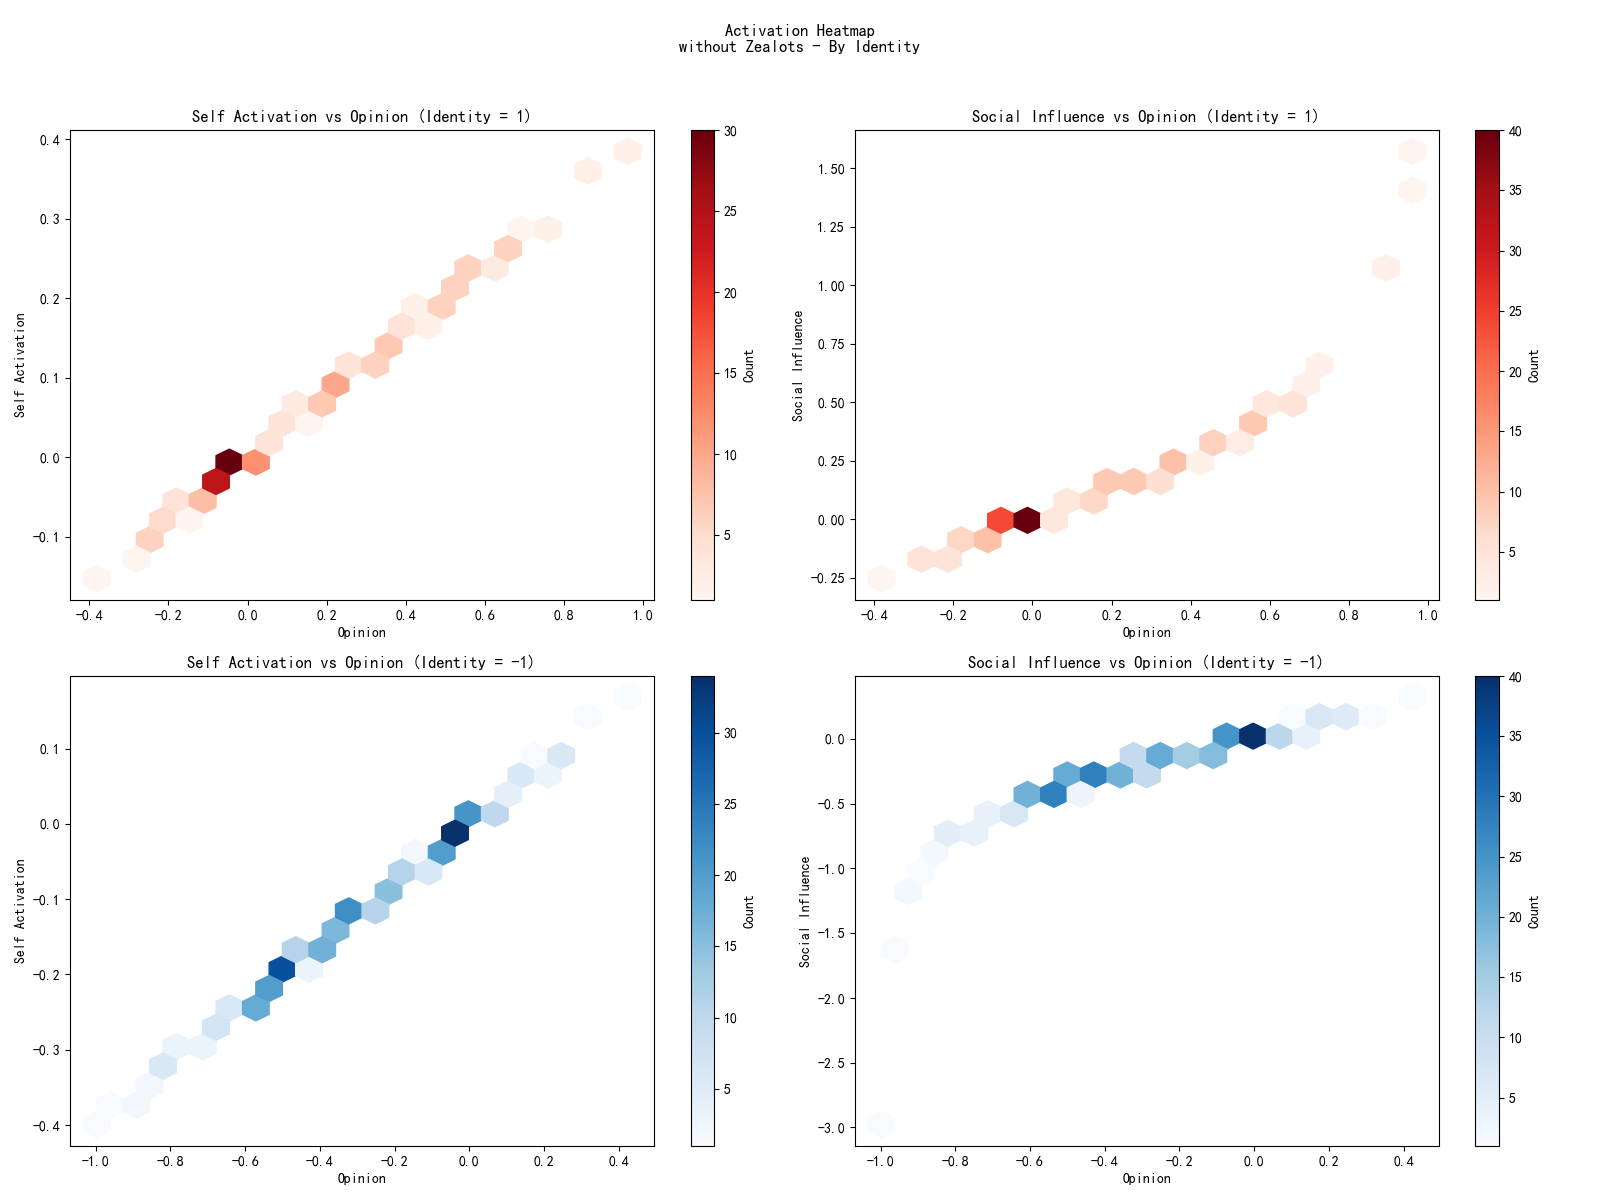 Activation Heatmap
without Zealots - By Identity
Self Activation vs Opinion (Identity = 1)
Self Activation
0.4
0.3
0.2
0.1
0.0
-0.1
-0.4 -0.2 0.0 0.2 0.4 0.6 0.8 1.0
Opinion
30
25
20
15
10
5
Count
Social Influence vs Opinion (Identity = 1)
Social Influence
1.50
1.25
1.00
0.75
0.50
0.25
0.00
-0.25
-0.4 -0.2 0.0 0.2 0.4 0.6 0.8 1.0
Opinion
40
35
30
25
20
15
10
5
Count
Self Activation vs Opinion (Identity = -1)
Self Activation
0.1
0.0
-0.1
-0.2
-0.3
-0.4
-1.0 -0.8 -0.6 -0.4 -0.2 0.0 0.2 0.4
Opinion
30
25
20
15
10
5
Count
Social Influence vs Opinion (Identity = -1)
Social Influence
0.0
-0.5
-1.0
-1.5
-2.0
-2.5
-3.0
-1.0 -0.8 -0.6 -0.4 -0.2 0.0 0.2 0.4
Opinion
40
35
30
25
20
15
10
5
Count